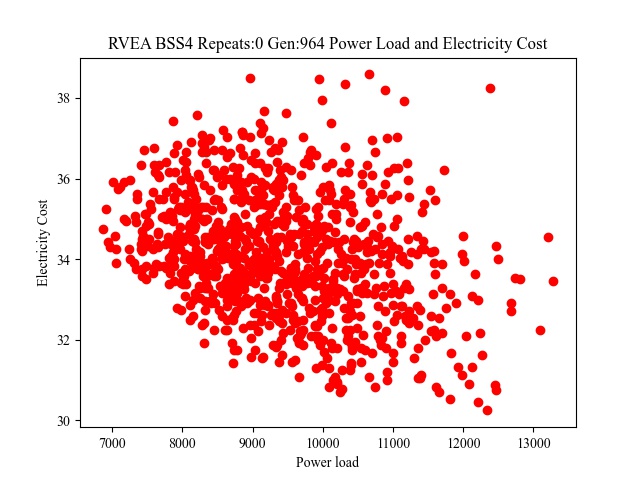 RVEA BSS4 Repeats:0 Gen:964 Power Load and Electricity Cost
Electricity Cost
38
36
34
32
30
7000 8000 9000 10000 11000 12000 13000
Power load